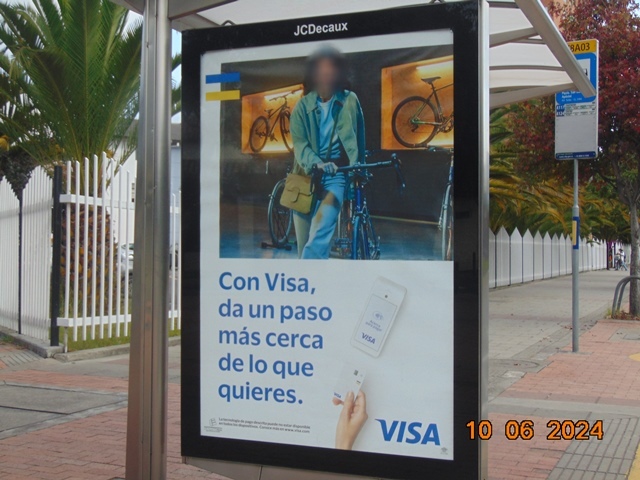 JCDecaux
Con Visa,
da un paso
más cerca
de lo que
quieres.
VISA
VISA
10 06 2024